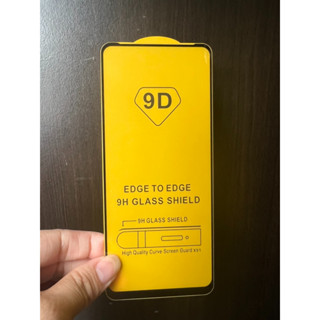 9D
EDGE TO EDGE
9H GLASS SHIELD
9H GLASS SHIELD
High Quality Curve Screen Guard